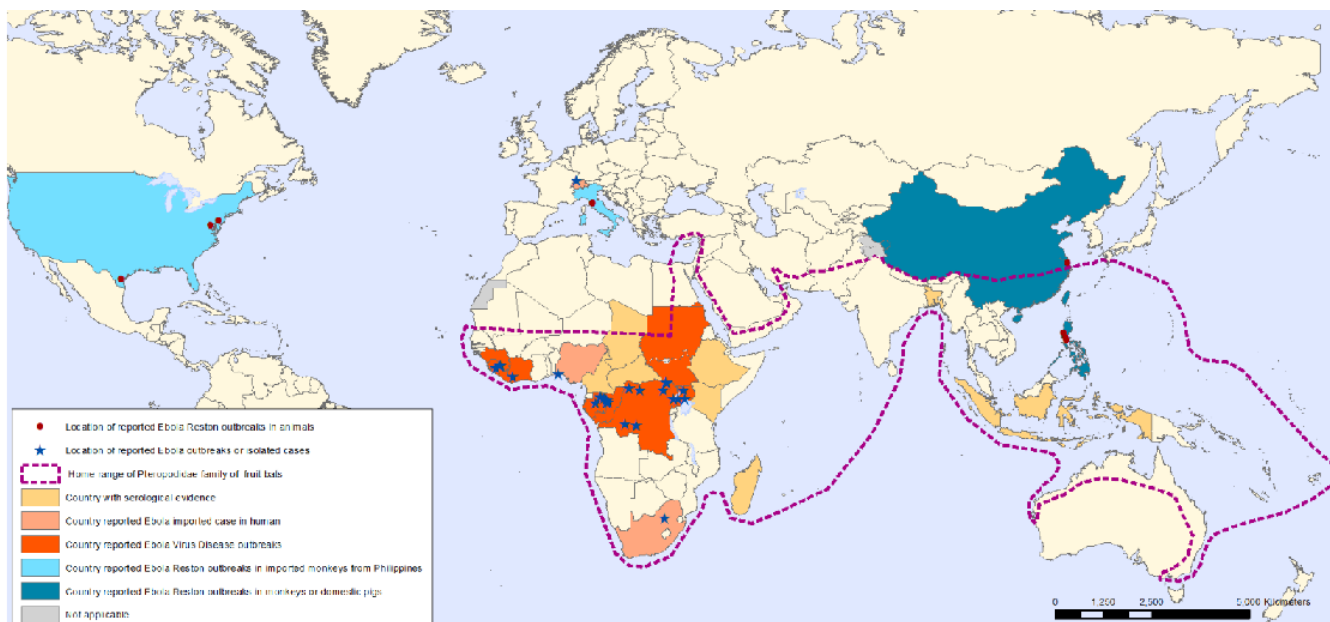 Location of reported Ebola Reston outbreaks in animals
Location of reported Ebola outbreaks or isolated cases
Home range of Pteropodidae family of fruit bats
Country with serological evidence
Country reported Ebola imported case in human
Country reported Ebola Virus Disease outbreaks
Country reported Ebola Reston outbreaks in imported monkeys from Philippines
Country reported Ebola Reston outbreaks in monkeys or domestic pigs
Not applicable
0 1,250 2,500 5,000 Kilometers